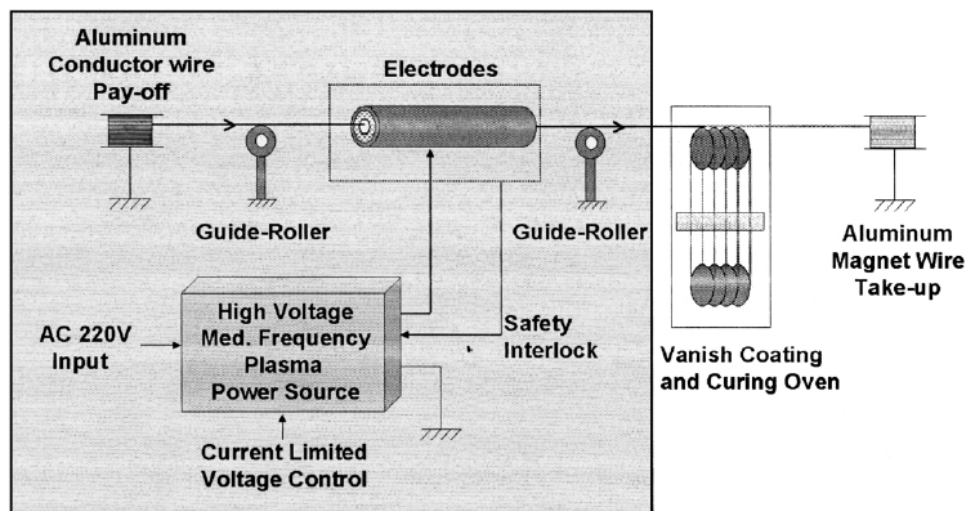 Aluminum
Conductor wire
Pay-off
Electrodes
Guide-Roller
Guide-Roller
Aluminum
Magnet Wire
Take-up
High Voltage
Med. Frequency
Plasma
Power Source
AC 220V
Input
Safety
Interlock
Vanish Coating
and Curing Oven
Current Limited
Voltage Control